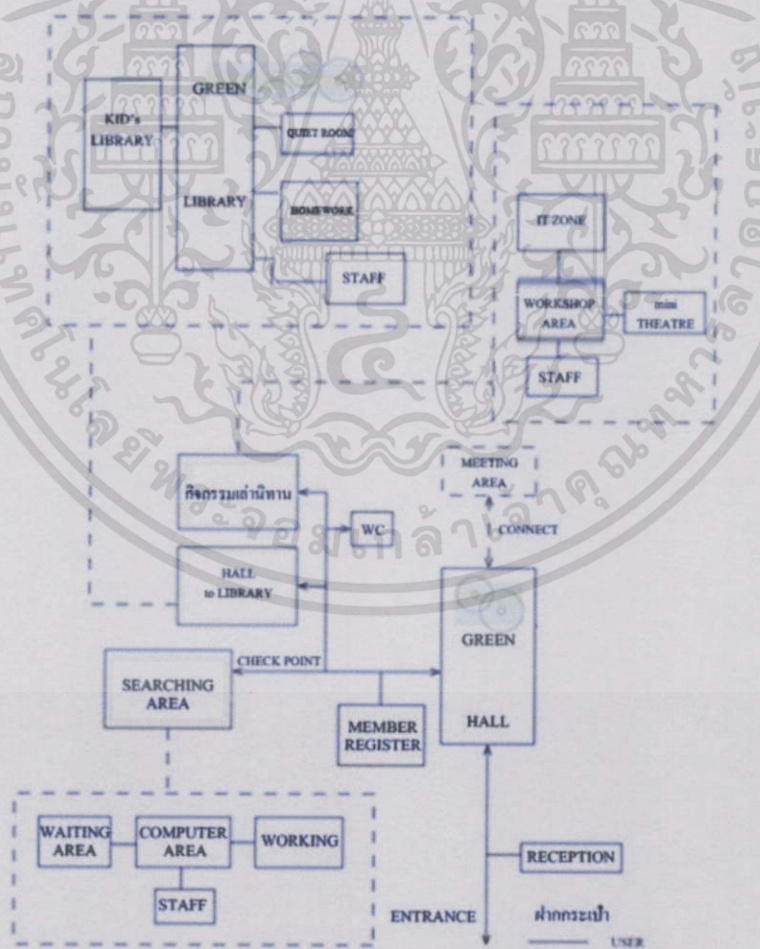 GREEN
KID's
LIBRARY
QUIET ROOM
LIBRARY
HOMEWORK
STAFF
IT ZONE
WORKSHOP
AREA
mini
THEATRE
STAFF
MEETING
AREA
กิจกรรมเล่านิทาน
WC
CONNECT
HALL
to LIBRARY
GREEN
HALL
CHECK POINT
SEARCHING
AREA
MEMBER
REGISTER
WAITING
AREA
COMPUTER
AREA
WORKING
STAFF
RECEPTION
ENTRANCE
ฝากกระเป๋า
USER